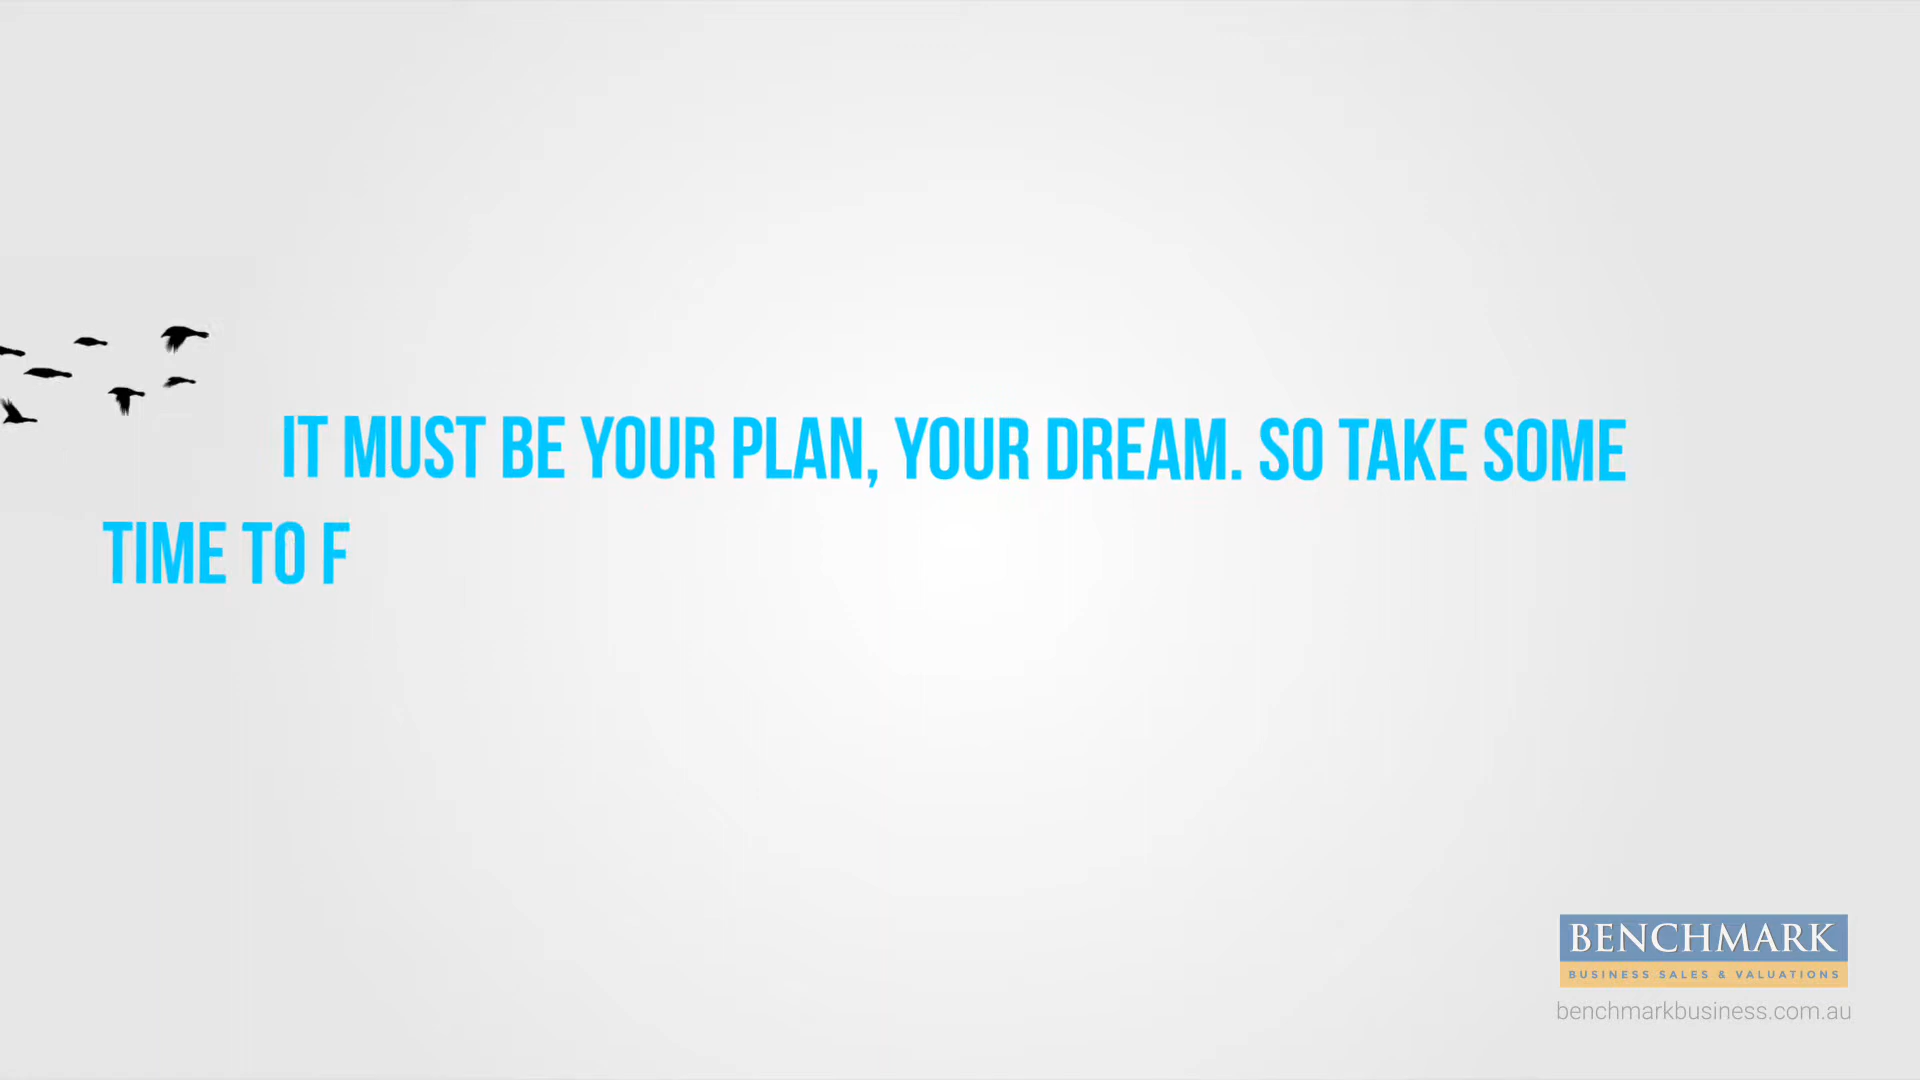 IT MUST BE YOUR PLAN, YOUR DREAM. SO TAKE SOME
TIME TO F
BENCHMARK
BUSINESS SALES & VALUATIONS
benchmarkbusiness.com.au